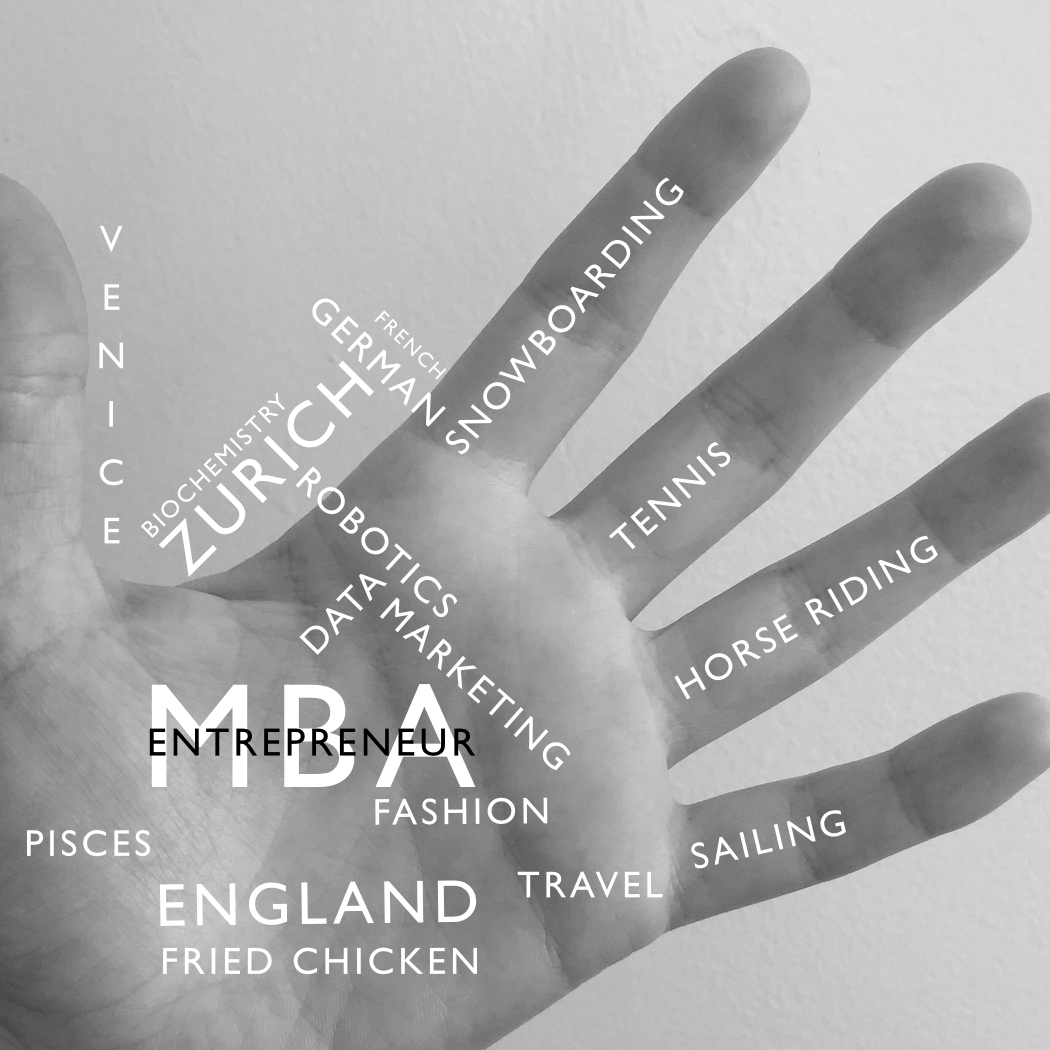 VENICE
GERMAN
FRENCH
SNOWBOARDING
BIOCHEMISTRY
ZURICH
TENNIS
ROBOTICS
HORSE RIDING
DATA
MARKETING
MBA
ENTREPRENEUR
FASHION
SAILING
PISCES
TRAVEL
ENGLAND
FRIED CHICKEN